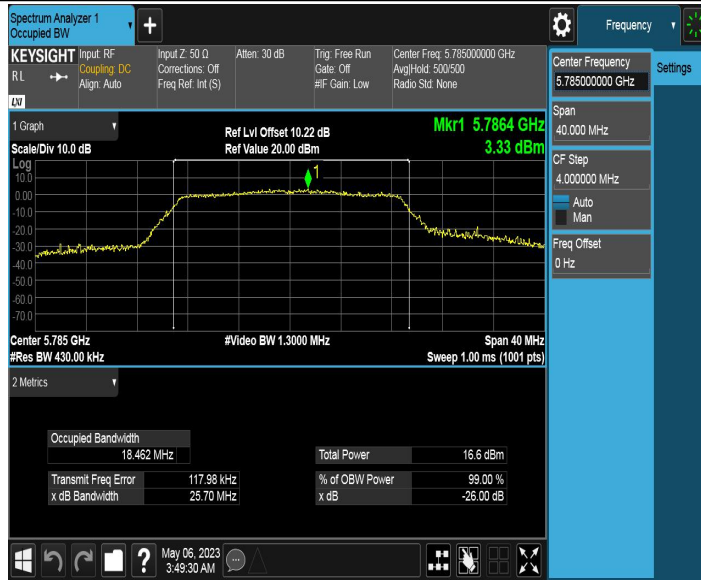 Spectrum Analyzer 1
Occupied BW
Frequency
KEYSIGHT
RL
LXI
Input: RF
Coupling: DC
Align: Auto
Input Z: 50 Ω
Corrections: Off
Freq Ref: Int (S)
Atten: 30 dB
Trig: Free Run
Gate: Off
#IF Gain: Low
Center Freq: 5.785000000 GHz
Avg|Hold: 500/500
Radio Std: None
Center Frequency
5.785000000 GHz
Settings
Span
40.000 MHz
CF Step
4.000000 MHz
Auto
Man
Freq Offset
0 Hz
1 Graph
Scale/Div 10.0 dB
Ref Lvl Offset 10.22 dB
Ref Value 20.00 dBm
Mkr1 5.7864 GHz
3.33 dBm
Log
10.0
0.00
-10.0
-20.0
-30.0
-40.0
-50.0
-60.0
-70.0
1
Center 5.785 GHz
#Res BW 430.00 kHz
#Video BW 1.3000 MHz
Span 40 MHz
Sweep 1.00 ms (1001 pts)
2 Metrics
Occupied Bandwidth
18.462 MHz
Total Power 16.6 dBm
Transmit Freq Error 117.98 kHz
% of OBW Power 99.00 %
x dB Bandwidth 25.70 MHz
x dB -26.00 dB
May 06, 2023
3:49:30 AM